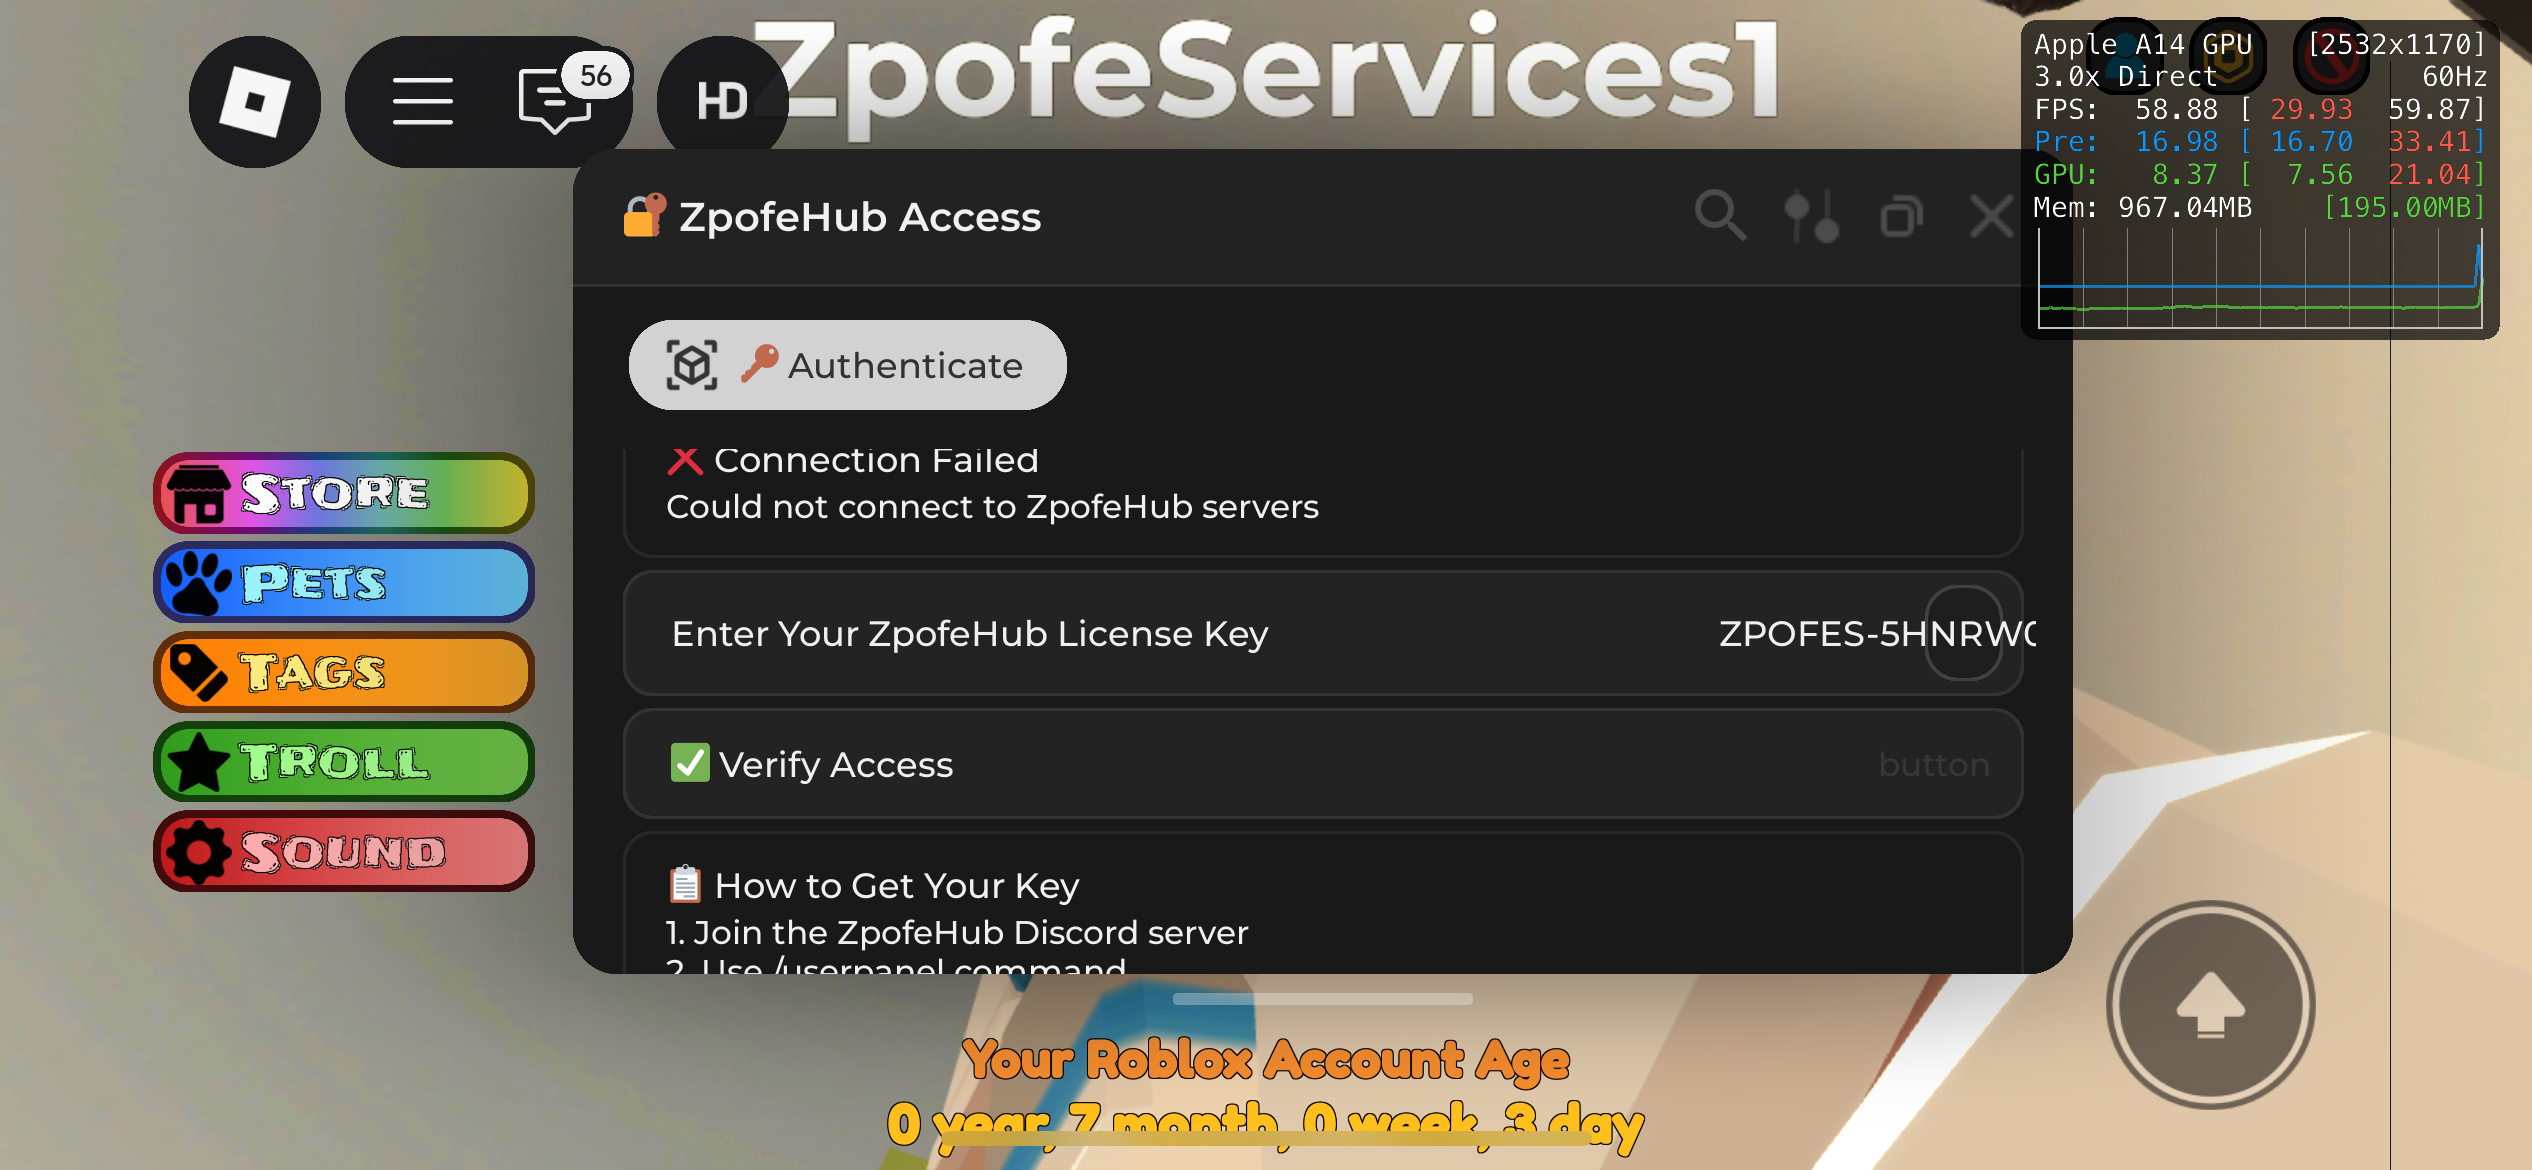 ZpofeServices1
56
HD
Apple A14 GPU [2532x1170]
3.0x Direct 60Hz
FPS: 58.88 [ 29.93 59.87]
Pre: 16.98 [ 16.70 33.41]
GPU: 8.37 [ 7.56 21.04]
Mem: 967.04MB [195.00MB]
ZpofeHub Access
Authenticate
Connection Failed
Could not connect to ZpofeHub servers
Enter Your ZpofeHub License Key ZPOFES-5HNRW
Verify Access button
How to Get Your Key
1. Join the ZpofeHub Discord server
2. Use /userpanel command
STORE
PETS
TAGS
TROLL
SOUND
Your Roblox Account Age
0 year, 7 month, 0 week, 3 day